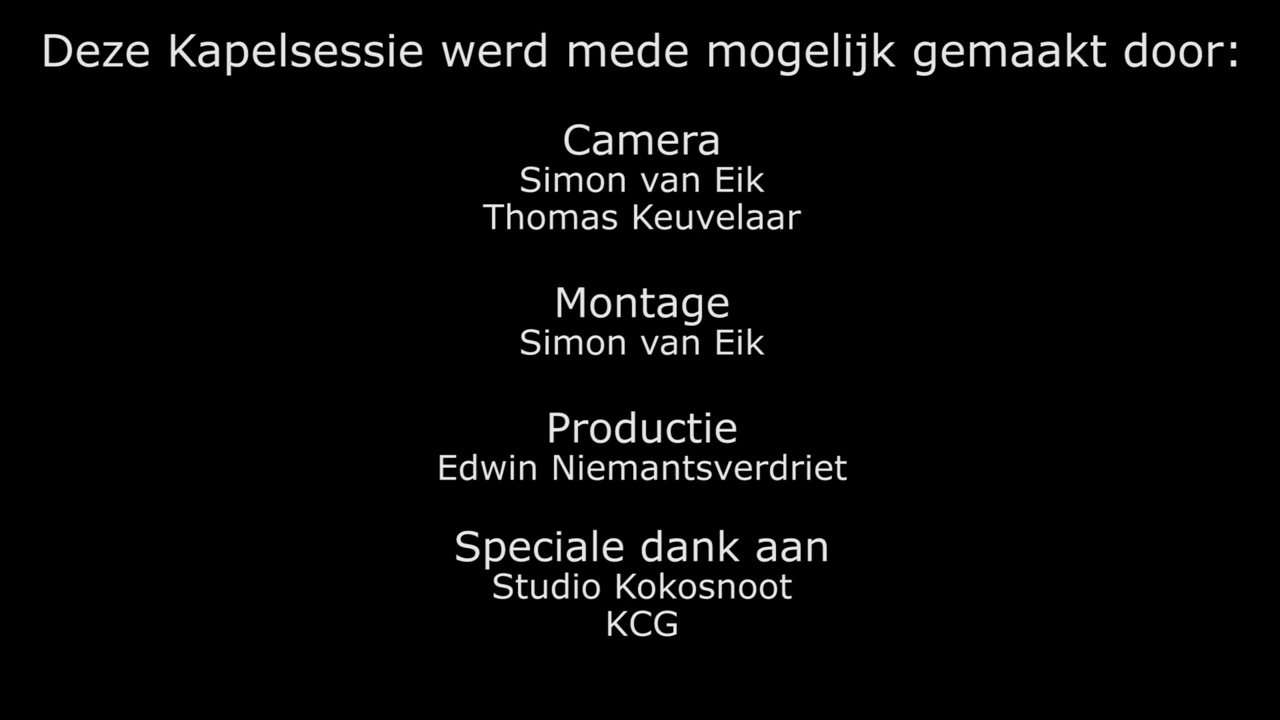 Deze Kapelsessie werd mede mogelijk gemaakt door:
Camera
Simon van Eik
Thomas Keuvelaar
Montage
Simon van Eik
Productie
Edwin Niemantsverdriet
Speciale dank aan
Studio Kokosnoot
KCG